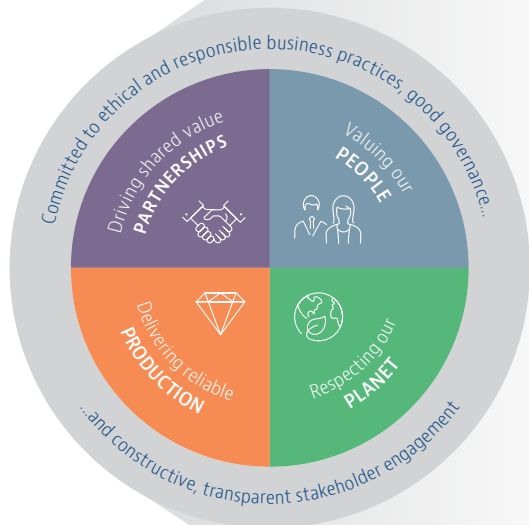 Committed to ethical and responsible business practices, good governance...
Driving shared value
PARTNERSHIPS
Valuing our
PEOPLE
Delivering reliable
PRODUCTION
Respecting our
PLANET
...and constructive, transparent stakeholder engagement